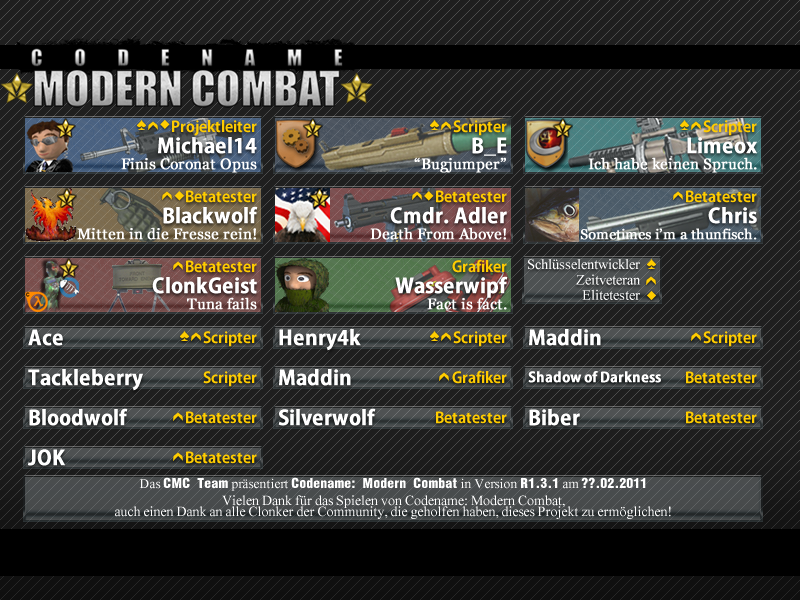 CODENAME
MODERN COMBAT
Projektleiter
Michael14
Finis Coronat Opus
Scripter
B_E
“Bugjumper”
Scripter
Limeox
Ich habe keinen Spruch.
Betatester
Blackwolf
Mitten in die Fresse rein!
Betatester
Cmdr. Adler
Death From Above!
Betatester
Chris
Sometimes i'm a thunfisch.
Betatester
ClonkGeist
Tuna fails
Grafiker
Wasserwipf
Fact is fact.
Schlüsselentwickler
Zeitveteran
Elitetester
Ace Scripter
Henry4k Scripter
Maddin Scripter
Tackleberry Scripter
Maddin Grafiker
Shadow of Darkness Betatester
Bloodwolf Betatester
Silverwolf Betatester
Biber Betatester
JOK Betatester
Das CMC Team präsentiert Codename: Modern Combat in Version R1.3.1 am ??.02.2011
Vielen Dank für das Spielen von Codename: Modern Combat,
auch einen Dank an alle Clonker der Community, die geholfen haben, dieses Projekt zu ermöglichen!